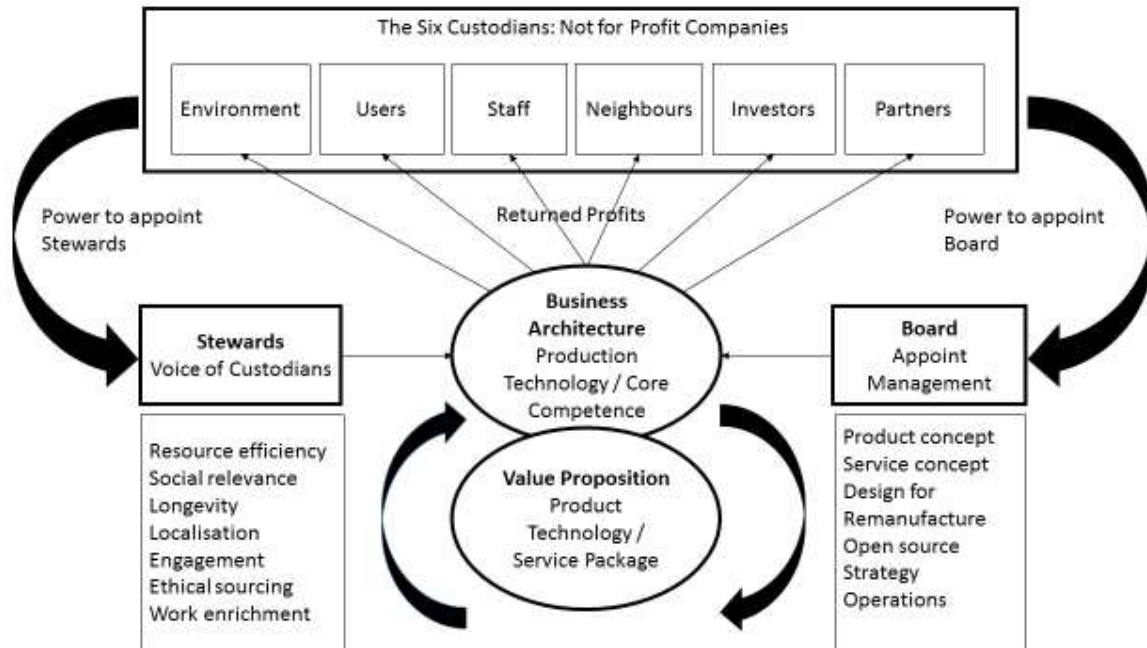 The Six Custodians: Not for Profit Companies
Environment
Users
Staff
Neighbours
Investors
Partners
Power to appoint
Stewards
Returned Profits
Power to appoint
Board
Stewards
Voice of Custodians
Business
Architecture
Production
Technology / Core
Competence
Board
Appoint
Management
Resource efficiency
Social relevance
Longevity
Localisation
Engagement
Ethical sourcing
Work enrichment
Value Proposition
Product
Technology /
Service Package
Product concept
Service concept
Design for
Remanufacture
Open source
Strategy
Operations